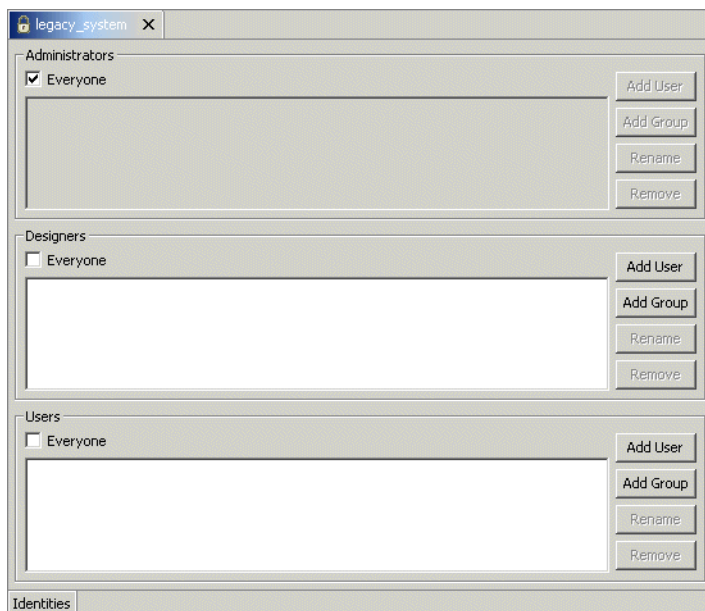 legacy_system X
Administrators
Everyone
Add User
Add Group
Rename
Remove
Designers
Everyone
Add User
Add Group
Rename
Remove
Users
Everyone
Add User
Add Group
Rename
Remove
Identities